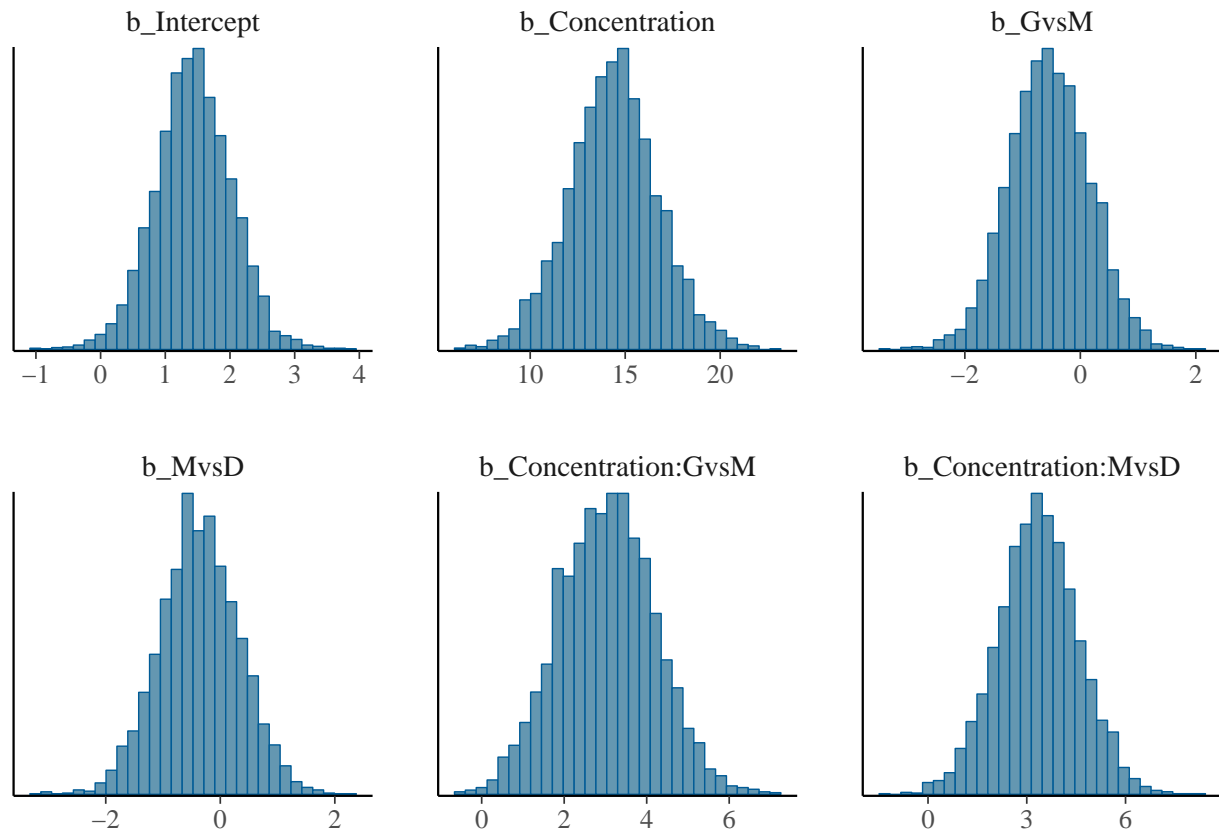 b_Intercept b_Concentration b_GvsM
−1 0 1 2 3 4 10 15 20 −2 0 2
b_MvsD b_Concentration:GvsM b_Concentration:MvsD
−2 0 2 0 2 4 6 0 3 6